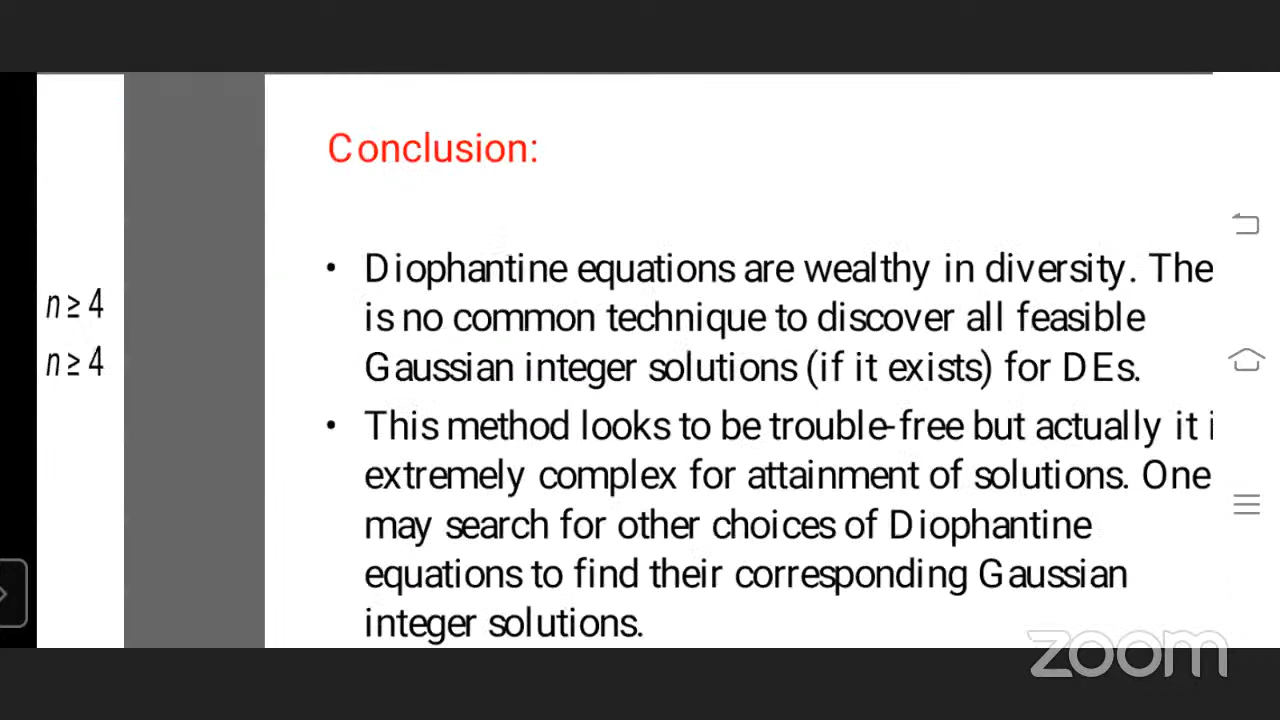 Conclusion:
n ≥ 4
n ≥ 4
• Diophantine equations are wealthy in diversity. The
is no common technique to discover all feasible
Gaussian integer solutions (if it exists) for DEs.
• This method looks to be trouble-free but actually it i
extremely complex for attainment of solutions. One
may search for other choices of Diophantine
equations to find their corresponding Gaussian
integer solutions.
zoom